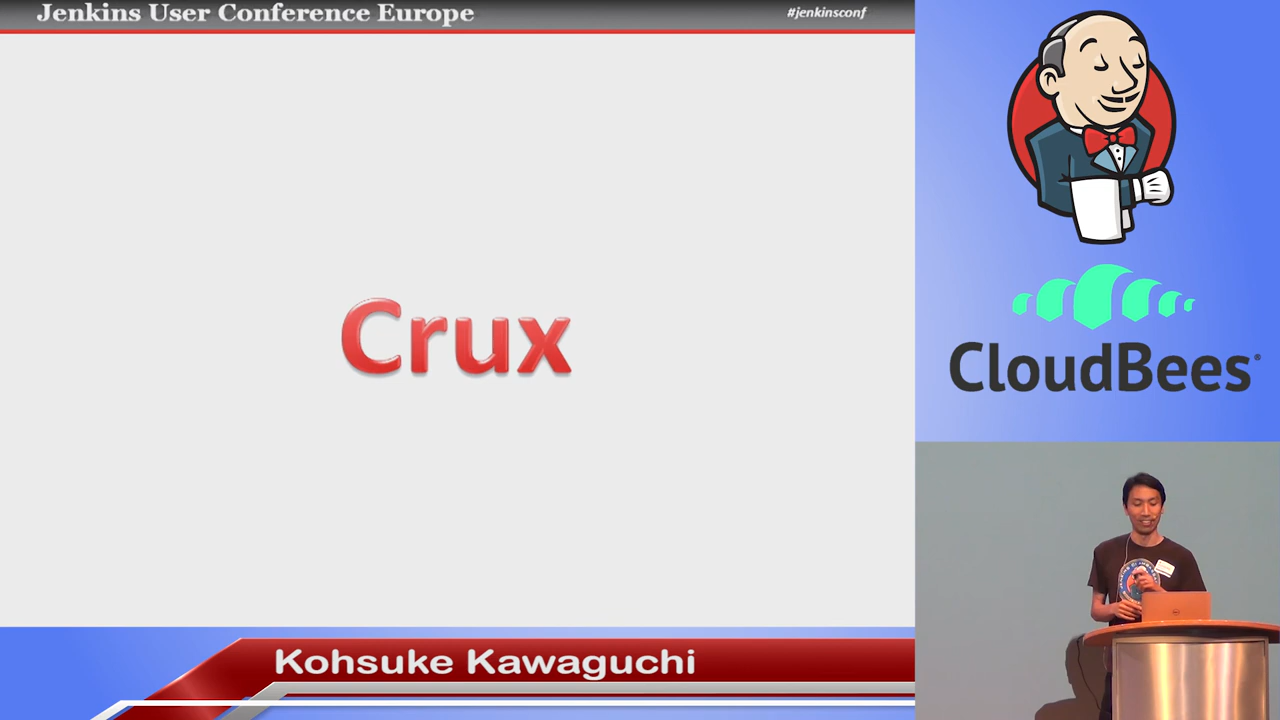 Jenkins User Conference Europe
#jenkinsconf
Crux
CloudBees®
Kohsuke Kawaguchi